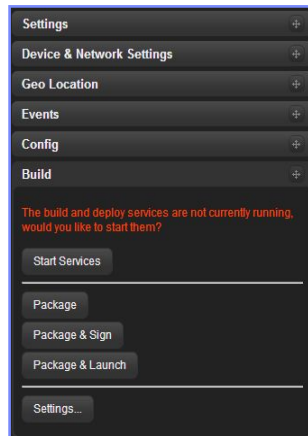 Settings
Device & Network Settings
Geo Location
Events
Config
Build
The build and deploy services are not currently running,
would you like to start them?
Start Services
Package
Package & Sign
Package & Launch
Settings...